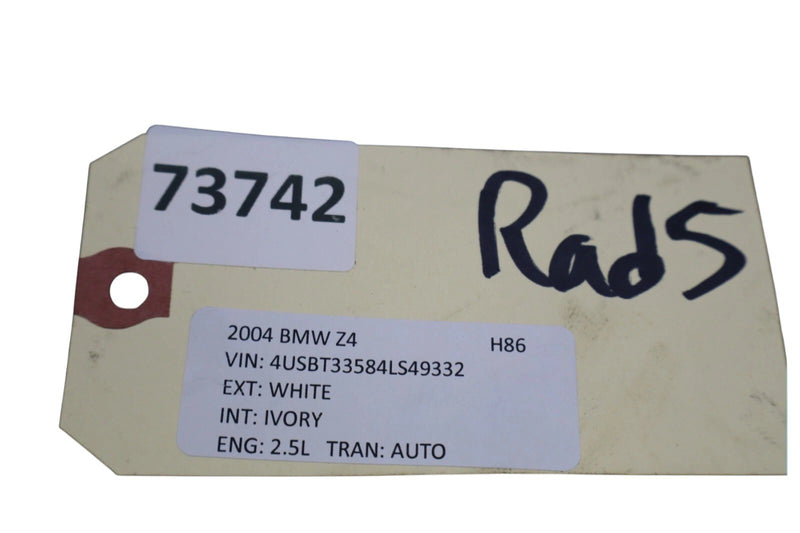 73742
Rad5
2004 BMW Z4 H86
VIN: 4USBT33584LS49332
EXT: WHITE
INT: IVORY
ENG: 2.5L TRAN: AUTO